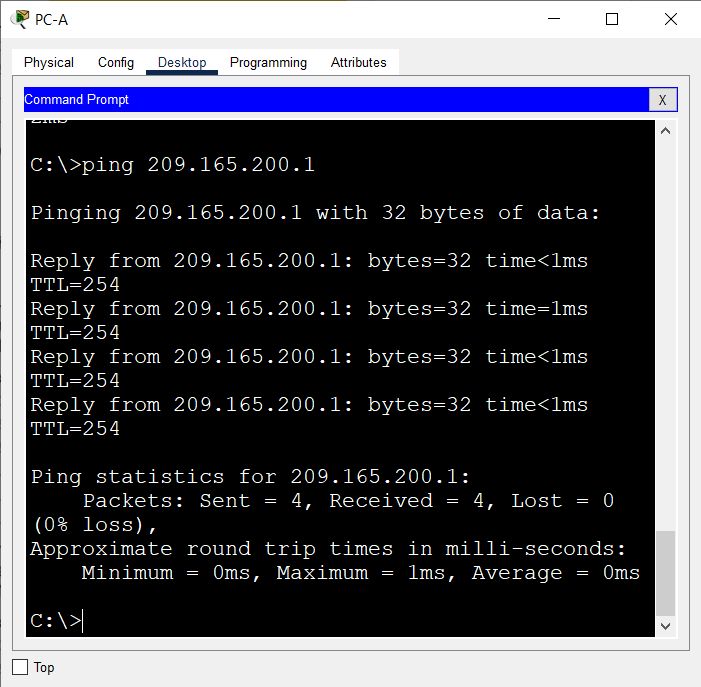 PC-A
Physical Config Desktop Programming Attributes
Command Prompt X
C:\>ping 209.165.200.1
Pinging 209.165.200.1 with 32 bytes of data:
Reply from 209.165.200.1: bytes=32 time<1ms
TTL=254
Reply from 209.165.200.1: bytes=32 time=1ms
TTL=254
Reply from 209.165.200.1: bytes=32 time<1ms
TTL=254
Reply from 209.165.200.1: bytes=32 time<1ms
TTL=254
Ping statistics for 209.165.200.1:
Packets: Sent = 4, Received = 4, Lost = 0
(0% loss),
Approximate round trip times in milli-seconds:
Minimum = 0ms, Maximum = 1ms, Average = 0ms
C:\>
Top